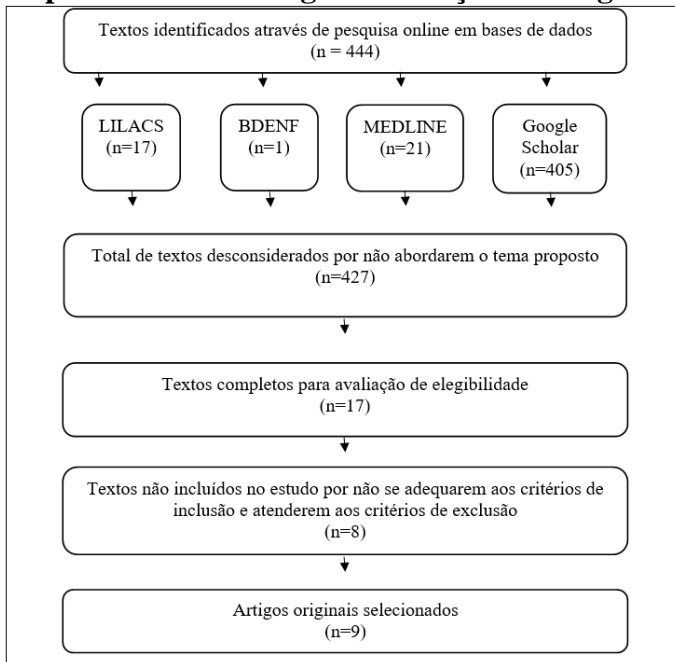 Textos identificados através de pesquisa online em bases de dados
(n = 444)
LILACS
(n=17)
BDENF
(n=1)
MEDLINE
(n=21)
Google
Scholar
(n=405)
Total de textos desconsiderados por não abordarem o tema proposto
(n=427)
Textos completos para avaliação de elegibilidade
(n=17)
Textos não incluídos no estudo por não se adequarem aos critérios de
inclusão e atenderem aos critérios de exclusão
(n=8)
Artigos originais selecionados
(n=9)